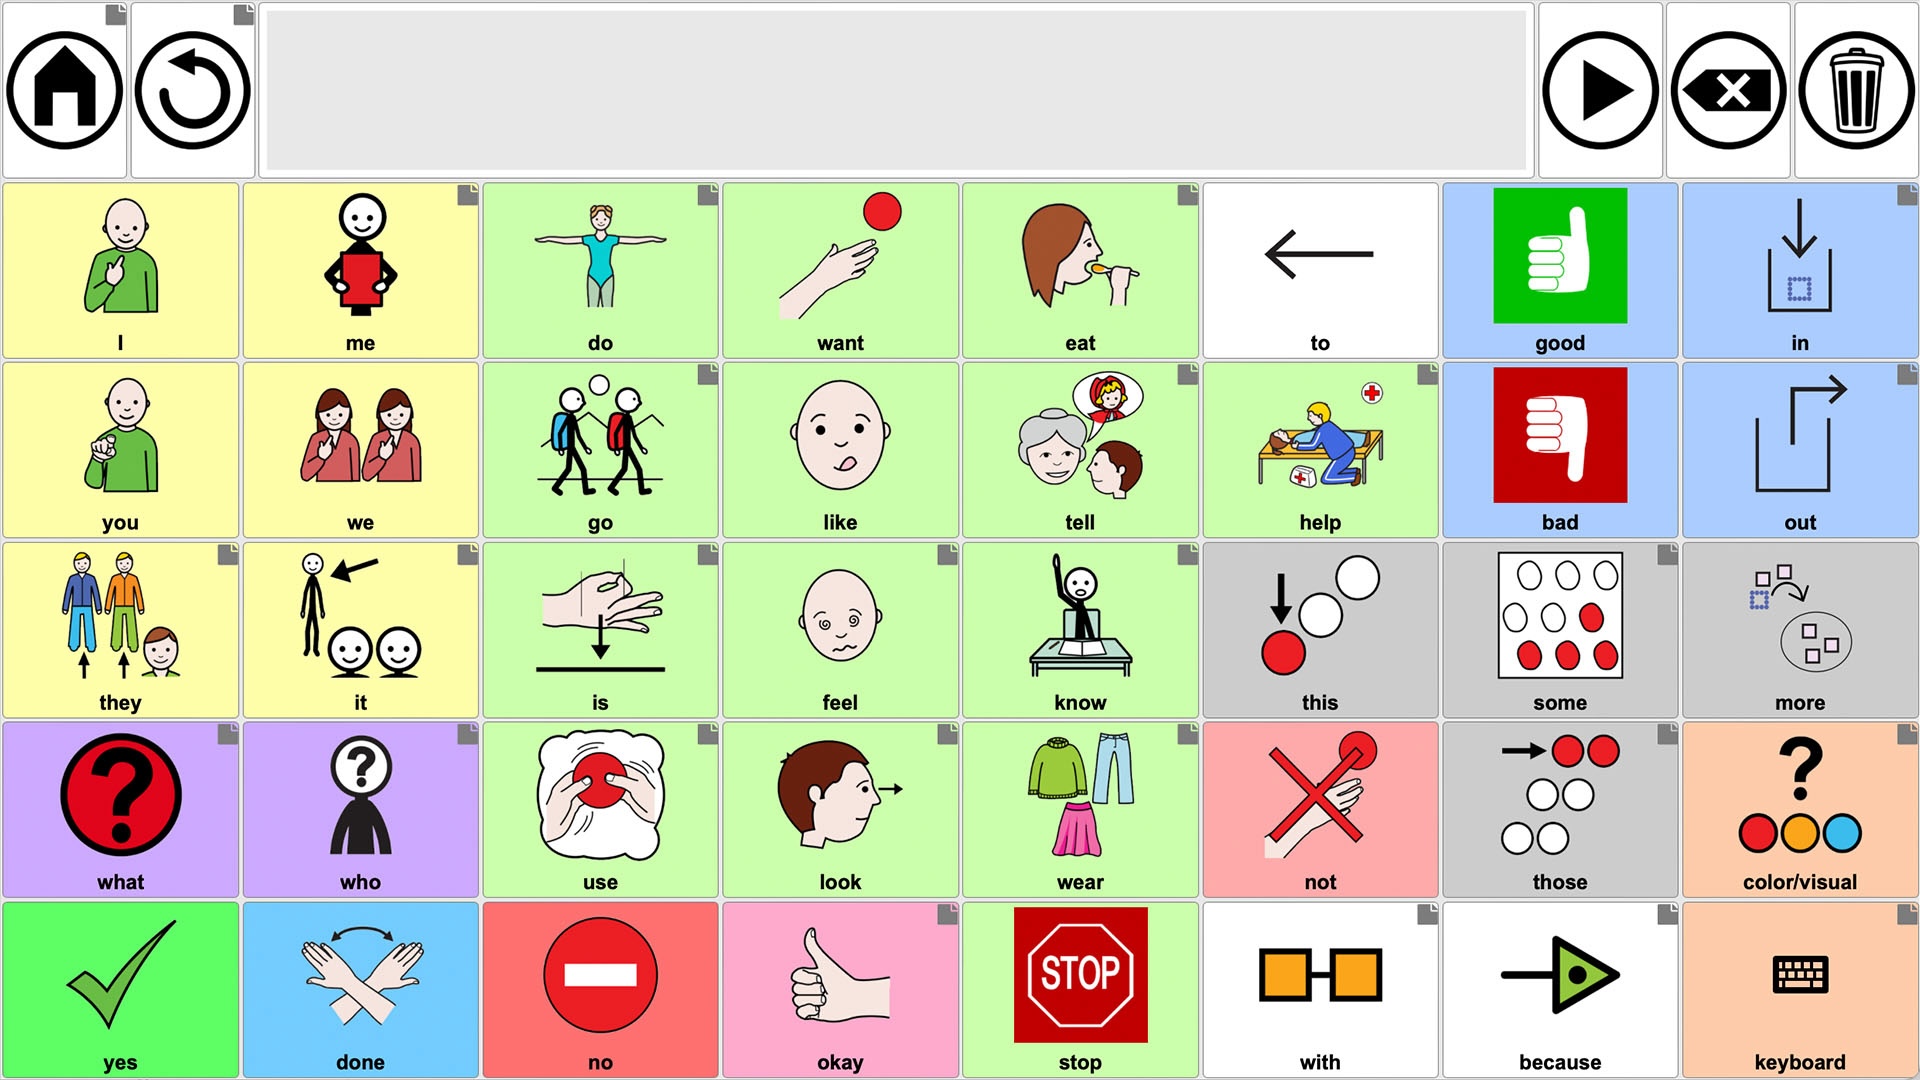 I me do want eat to good in
you we go like tell help bad out
they it is feel know this some more
? ?
what who use look wear not those color/visual
STOP
yes done no okay stop with because keyboard